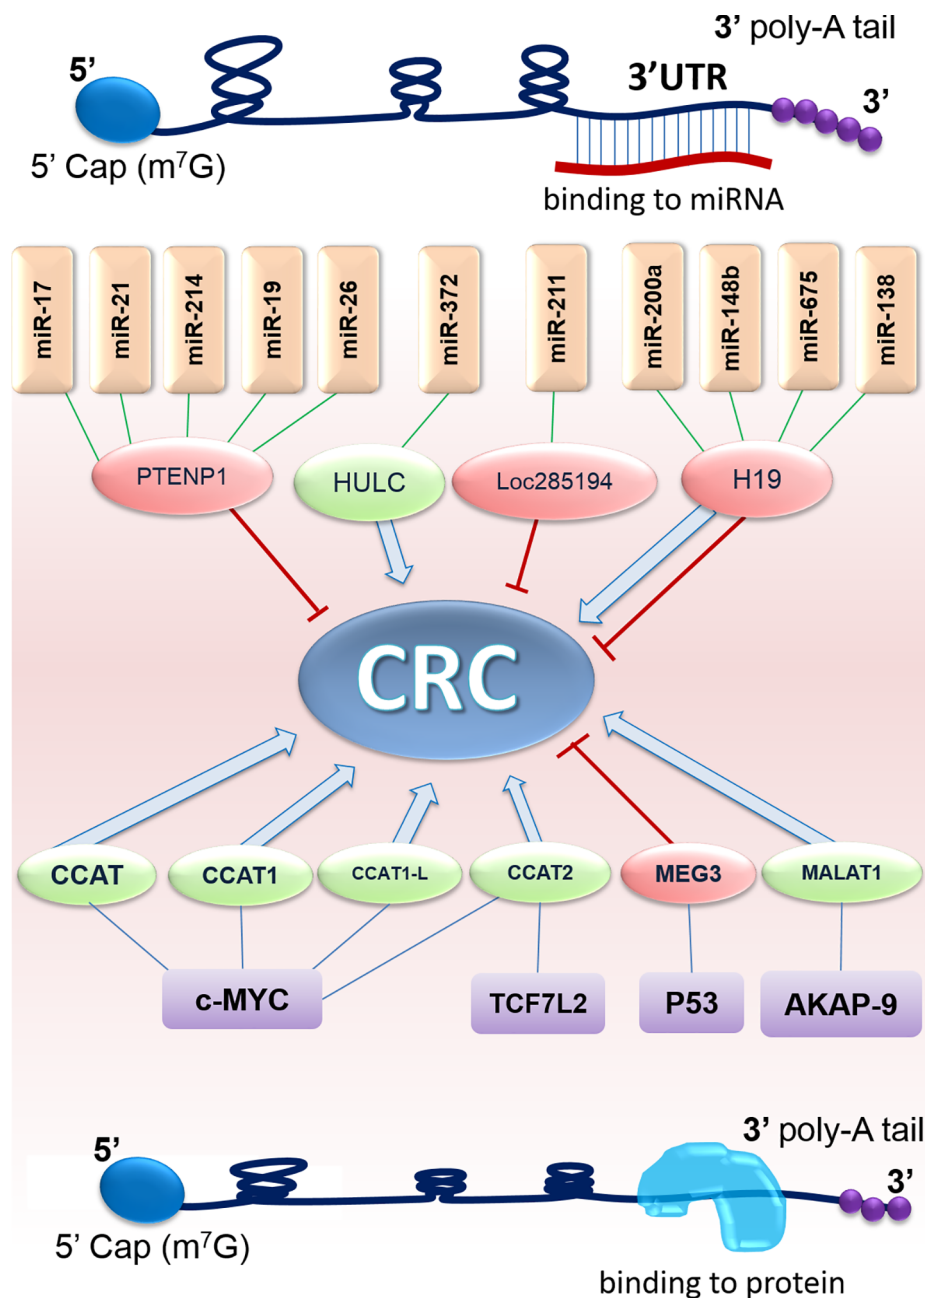 3’ poly-A tail
5’
3’UTR
3’
5’ Cap (m⁷G)
binding to miRNA
miR-17
miR-21
miR-214
miR-19
miR-26
miR-372
miR-211
miR-200a
miR-148b
miR-675
miR-138
PTENP1
HULC
Loc285194
H19
CRC
CCAT
CCAT1
CCAT1-L
CCAT2
MEG3
MALAT1
c-MYC
TCF7L2
P53
AKAP-9
3’ poly-A tail
5’
3’
5’ Cap (m⁷G)
binding to protein